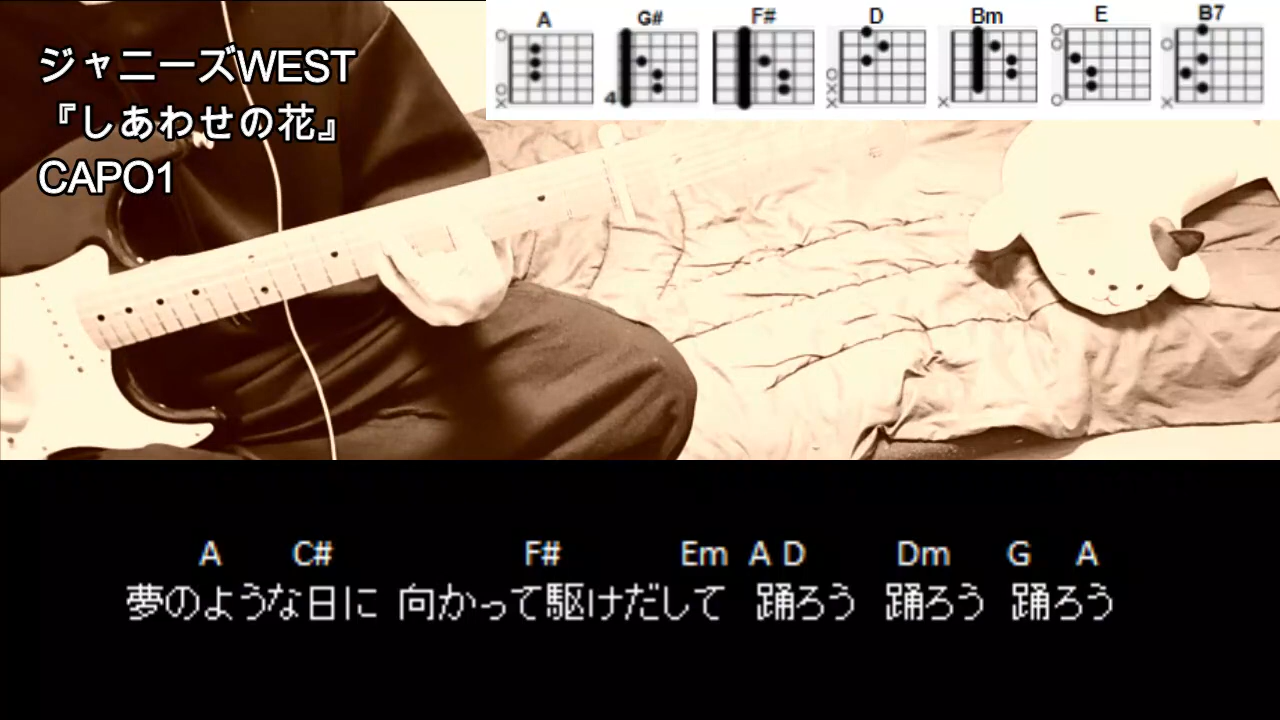 ジャニーズWEST
『しあわせの花』
CAPO1
A G# F# D Bm E B7
4
A C# F# Em A D Dm G A
夢のような日に 向かって駆けだして 踊ろう 踊ろう 踊ろう